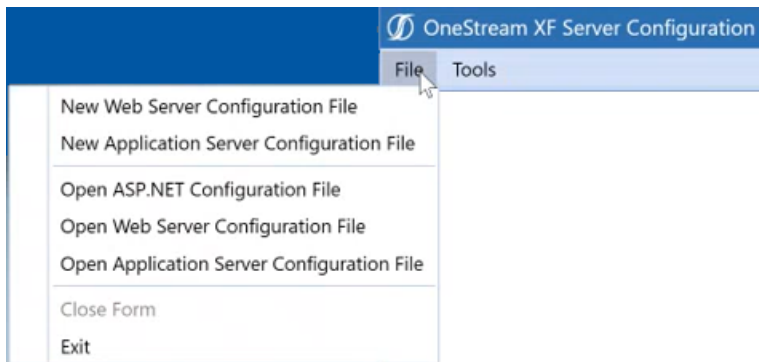 OneStream XF Server Configuration
File Tools
New Web Server Configuration File
New Application Server Configuration File
Open ASP.NET Configuration File
Open Web Server Configuration File
Open Application Server Configuration File
Close Form
Exit